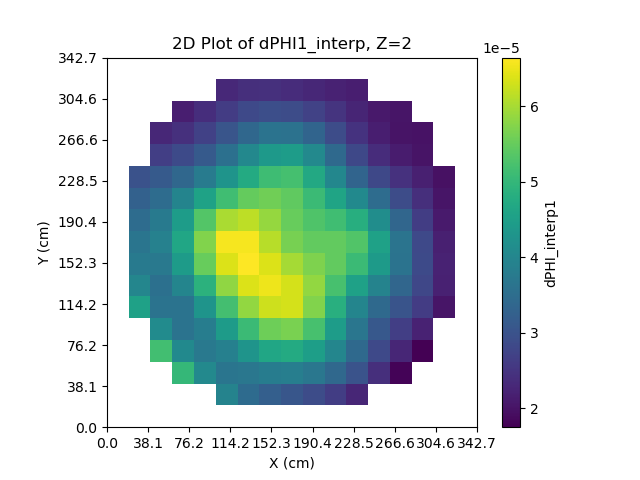 2D Plot of dPHI1_interp, Z=2
1e−5
342.7
304.6
266.6
228.5
190.4
152.3
114.2
76.2
38.1
0.0
Y (cm)
0.0 38.1 76.2 114.2 152.3 190.4 228.5 266.6 304.6 342.7
X (cm)
6
5
4
3
2
dPHI_interp1